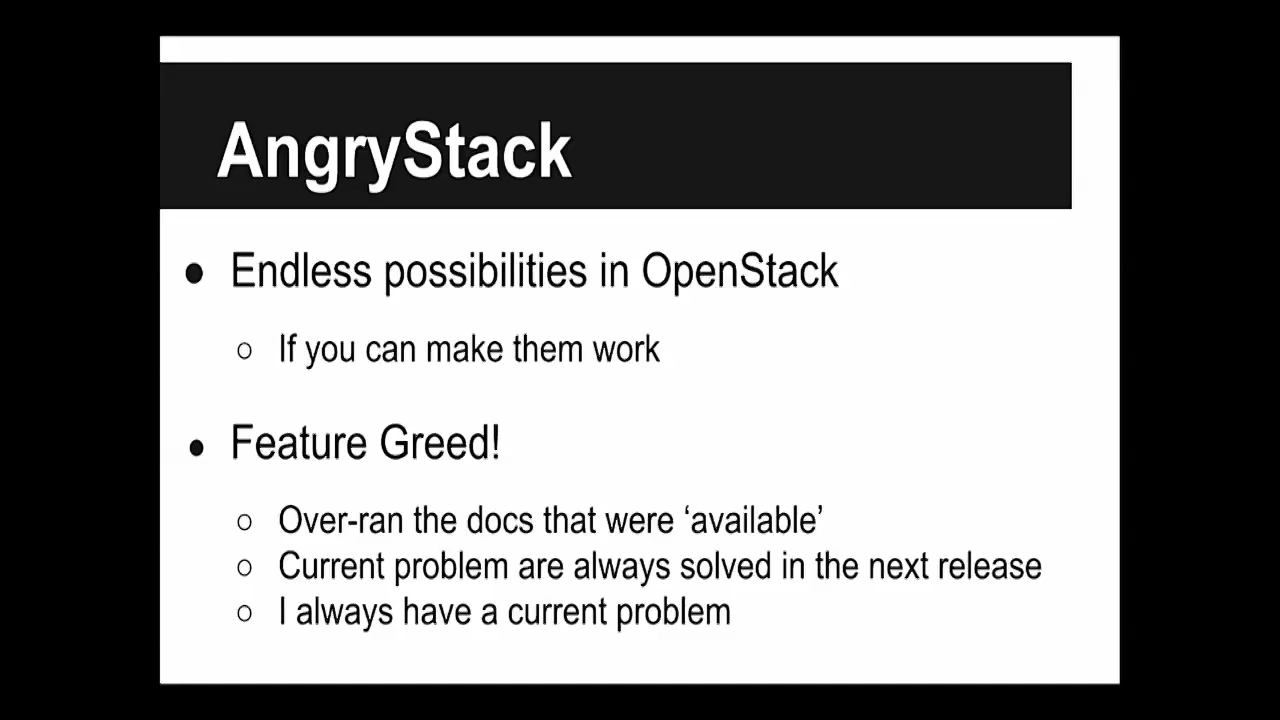 AngryStack
● Endless possibilities in OpenStack
○ If you can make them work
● Feature Greed!
○ Over-ran the docs that were ‘available’
○ Current problem are always solved in the next release
○ I always have a current problem